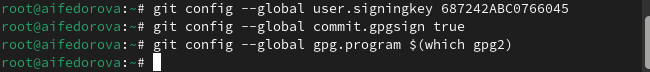 root@aifedorova:~# git config --global user.signingkey 687242ABC0766045
root@aifedorova:~# git config --global commit.gpgsign true
root@aifedorova:~# git config --global gpg.program $(which gpg2)
root@aifedorova:~#